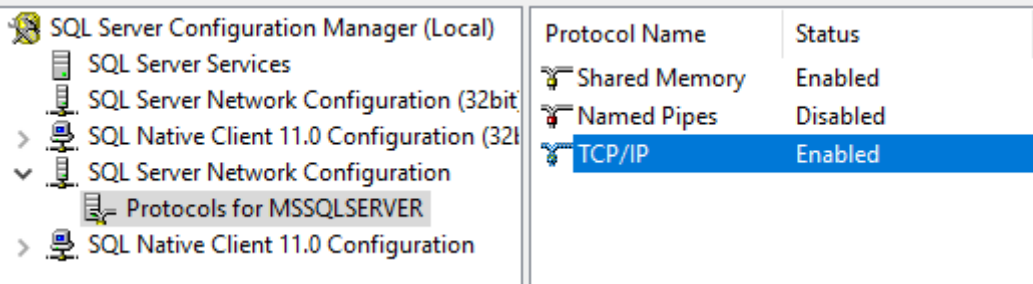 SQL Server Configuration Manager (Local)
SQL Server Services
SQL Server Network Configuration (32bit
SQL Native Client 11.0 Configuration (32b
SQL Server Network Configuration
Protocols for MSSQLSERVER
SQL Native Client 11.0 Configuration
Protocol Name Status
Shared Memory Enabled
Named Pipes Disabled
TCP/IP Enabled